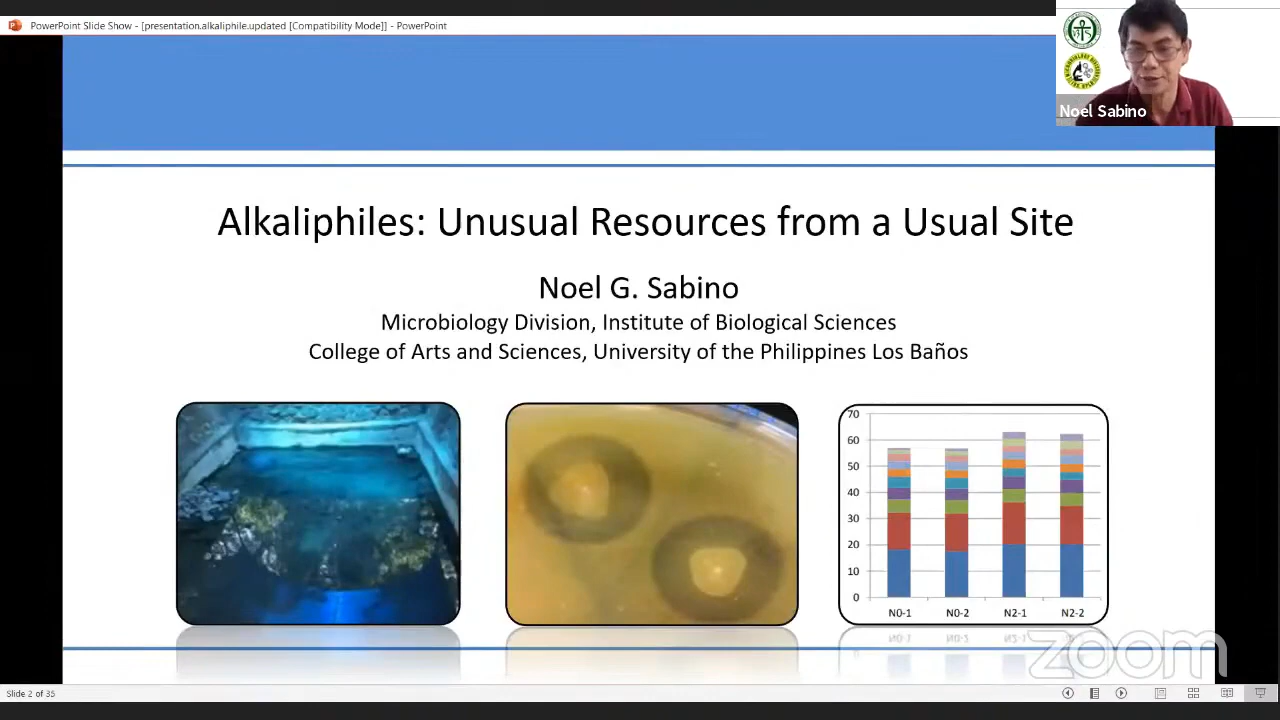 PowerPoint Slide Show - [presentation.alkaliphile.updated [Compatibility Mode]] - PowerPoint
Noel Sabino
Alkaliphiles: Unusual Resources from a Usual Site
Noel G. Sabino
Microbiology Division, Institute of Biological Sciences
College of Arts and Sciences, University of the Philippines Los Baños
70
60
50
40
30
20
10
0
N0-1 N0-2 N2-1 N2-2
zoom
Slide 2 of 35